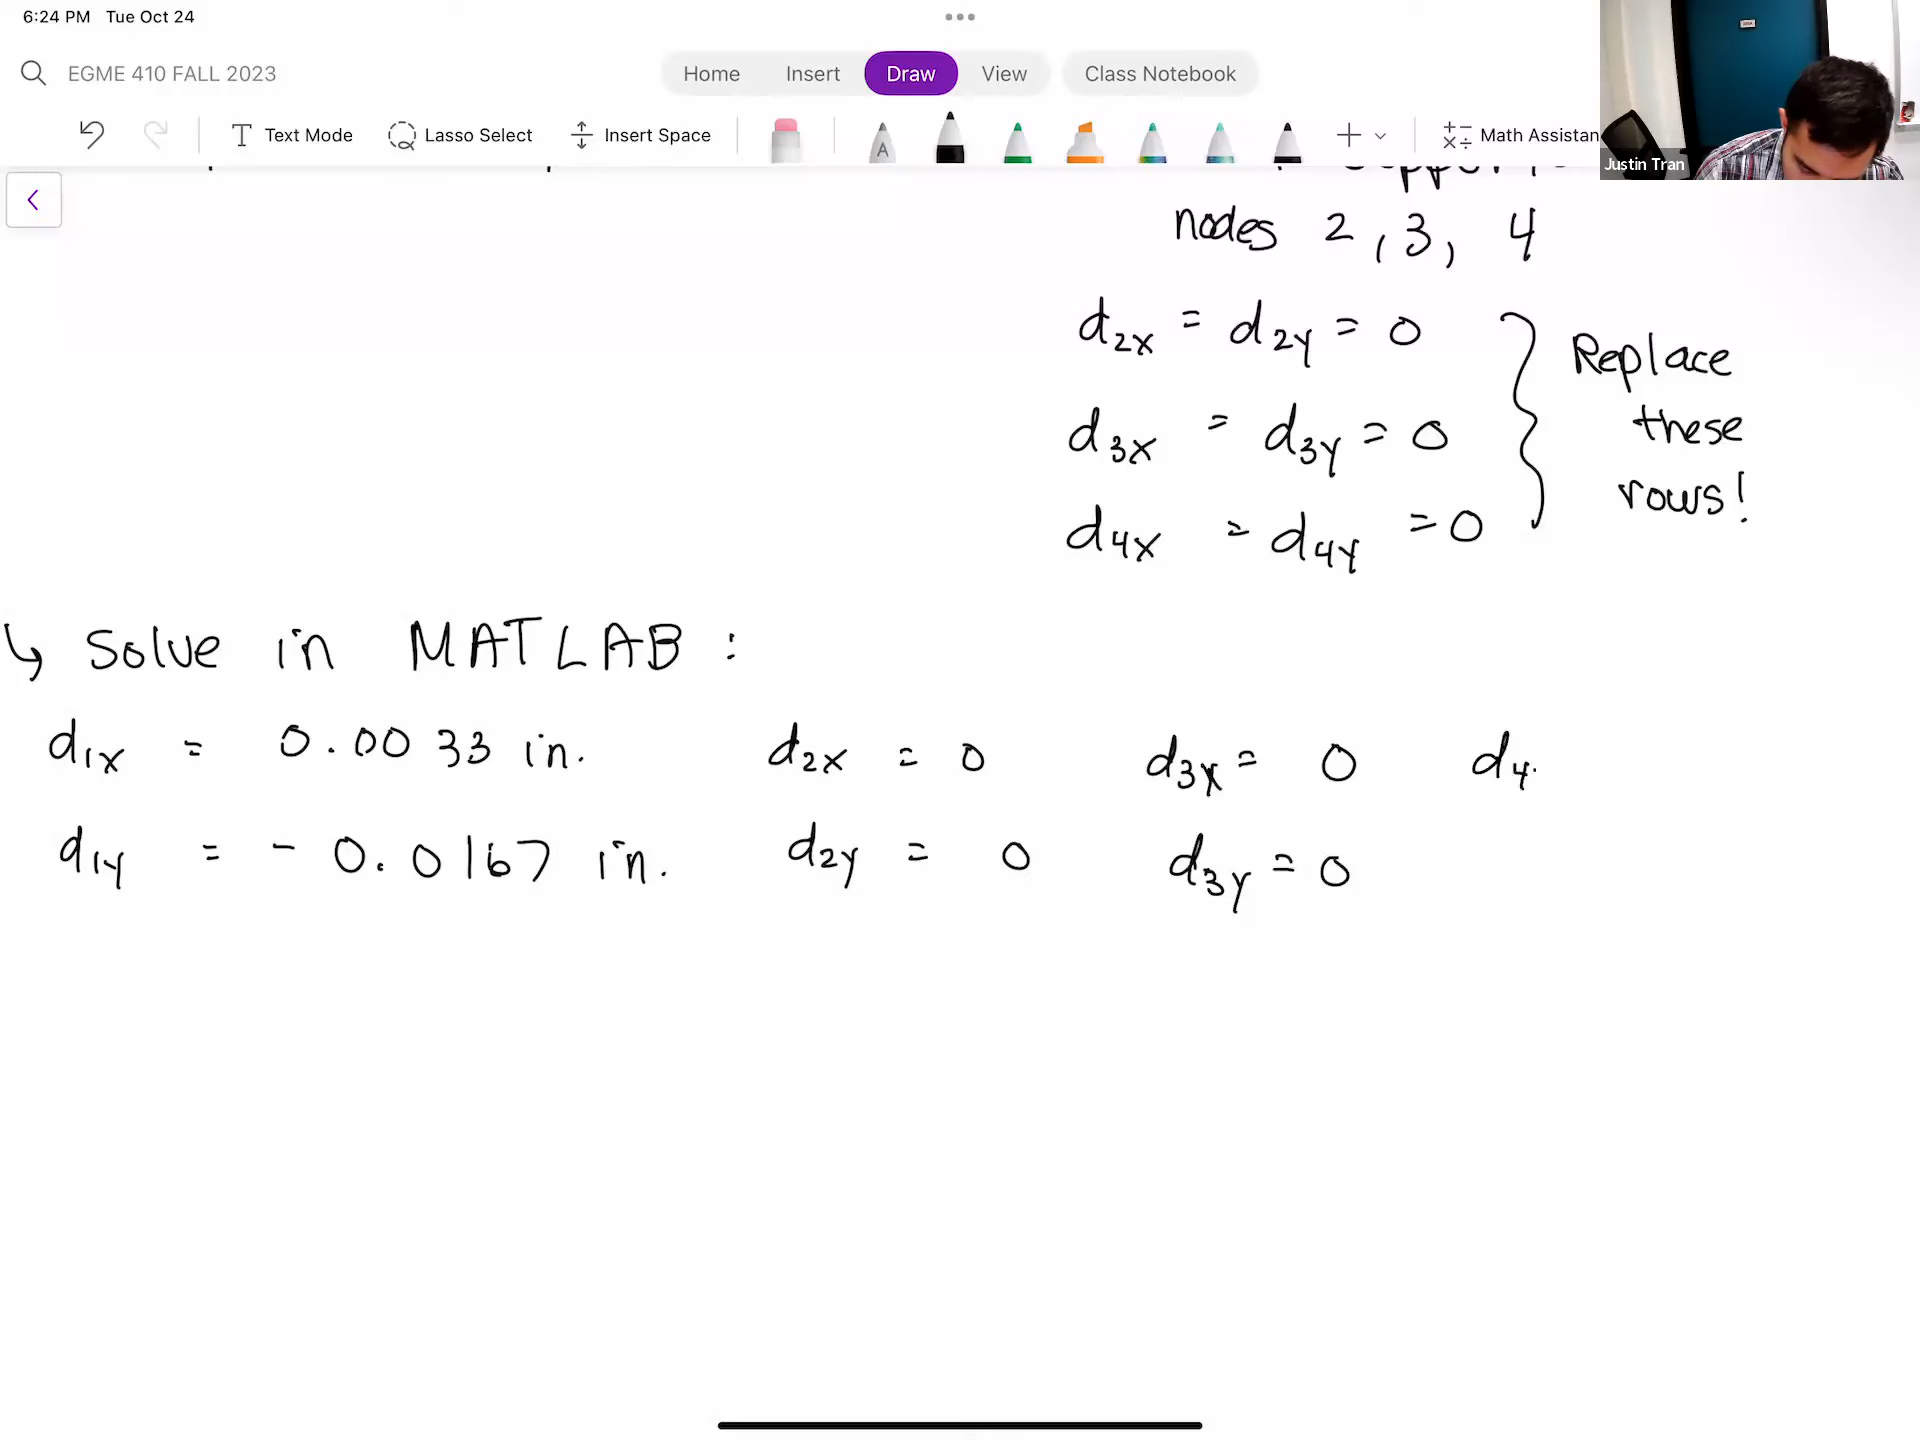 6:24 PM Tue Oct 24
EGME 410 FALL 2023
Home Insert Draw View Class Notebook
Text Mode Lasso Select Insert Space A Math Assistan
Justin Tran
nodes 2, 3, 4
d2x = d2y = 0
d3x = d3y = 0
d4x = d4y = 0
Replace
these
rows!
↳ Solve in MATLAB :
d1x = 0.0033 in. d2x = 0 d3x = 0 d4
d1y = - 0.0167 in. d2y = 0 d3y = 0